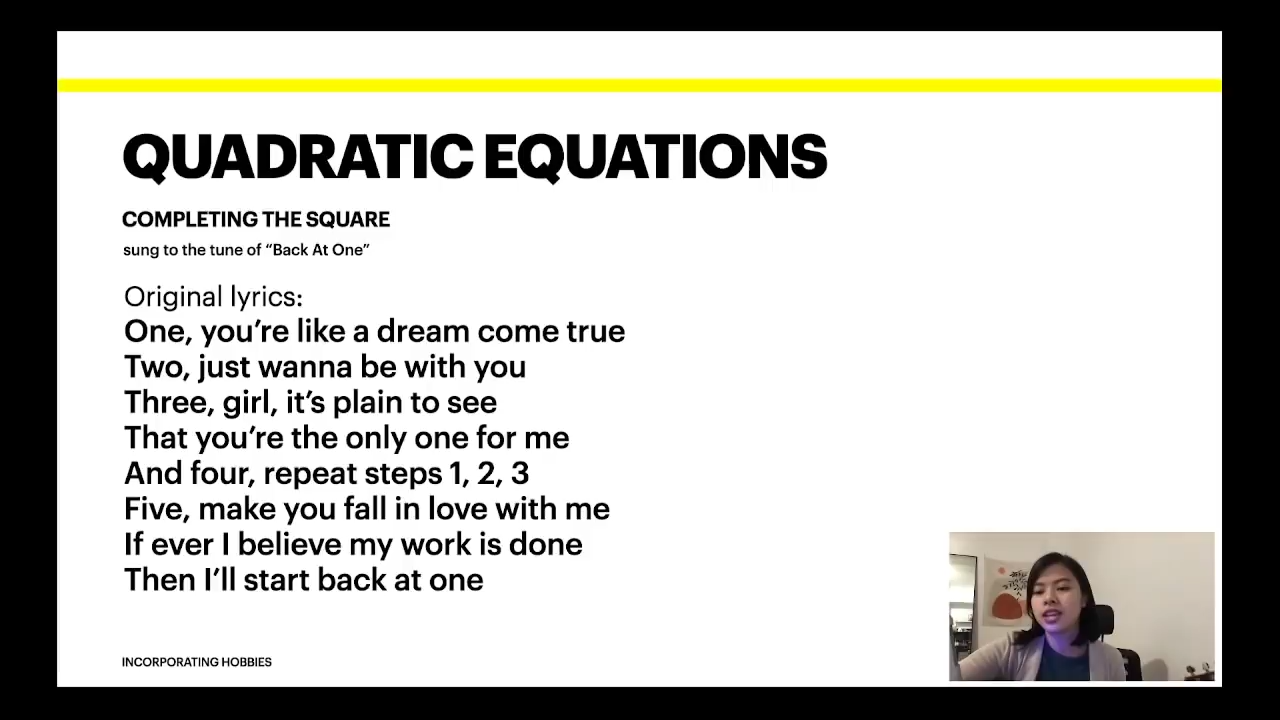 QUADRATIC EQUATIONS
COMPLETING THE SQUARE
sung to the tune of “Back At One”
Original lyrics:
One, you’re like a dream come true
Two, just wanna be with you
Three, girl, it’s plain to see
That you’re the only one for me
And four, repeat steps 1, 2, 3
Five, make you fall in love with me
If ever I believe my work is done
Then I’ll start back at one
INCORPORATING HOBBIES